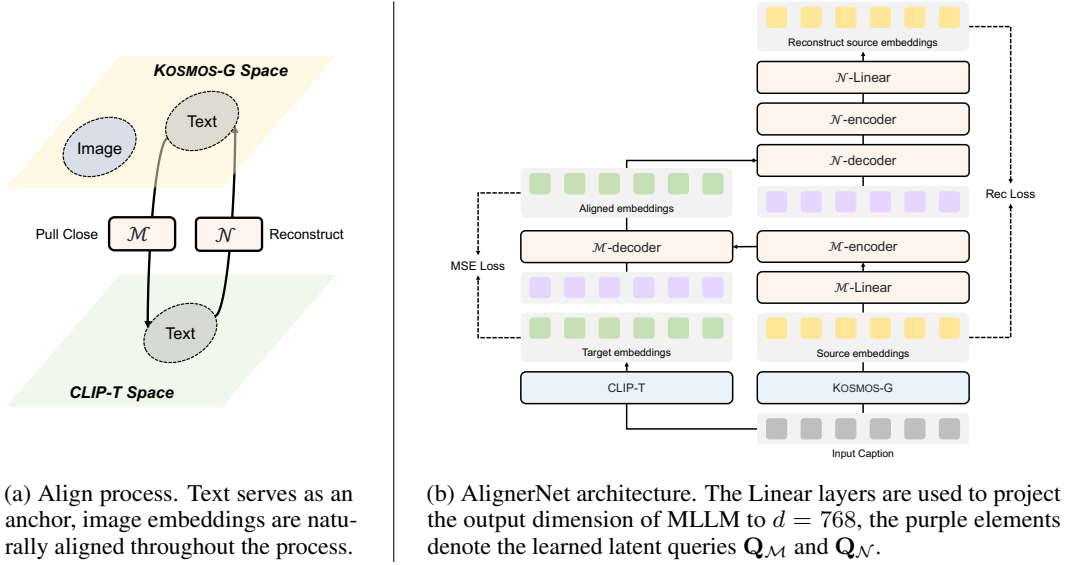 KOSMOS-G Space
Text
Image
Pull Close
ℳ
𝒩
Reconstruct
Text
CLIP-T Space
(a) Align process. Text serves as an
anchor, image embeddings are natu-
rally aligned throughout the process.
Reconstruct source embeddings
𝒩-Linear
𝒩-encoder
𝒩-decoder
Rec Loss
Aligned embeddings
ℳ-decoder
ℳ-encoder
MSE Loss
ℳ-Linear
Target embeddings
Source embeddings
CLIP-T
KOSMOS-G
Input Caption
(b) AlignerNet architecture. The Linear layers are used to project
the output dimension of MLLM to d = 768, the purple elements
denote the learned latent queries Qℳ and Q𝒩.